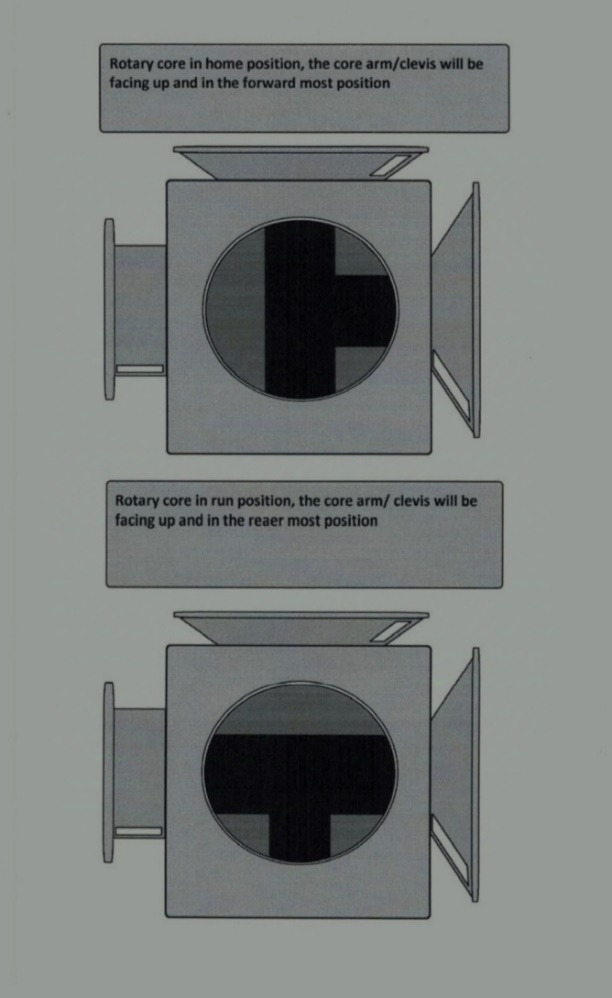 Rotary core in home position, the core arm/clevis will be
facing up and in the forward most position
Rotary core in run position, the core arm/ clevis will be
facing up and in the reaer most position